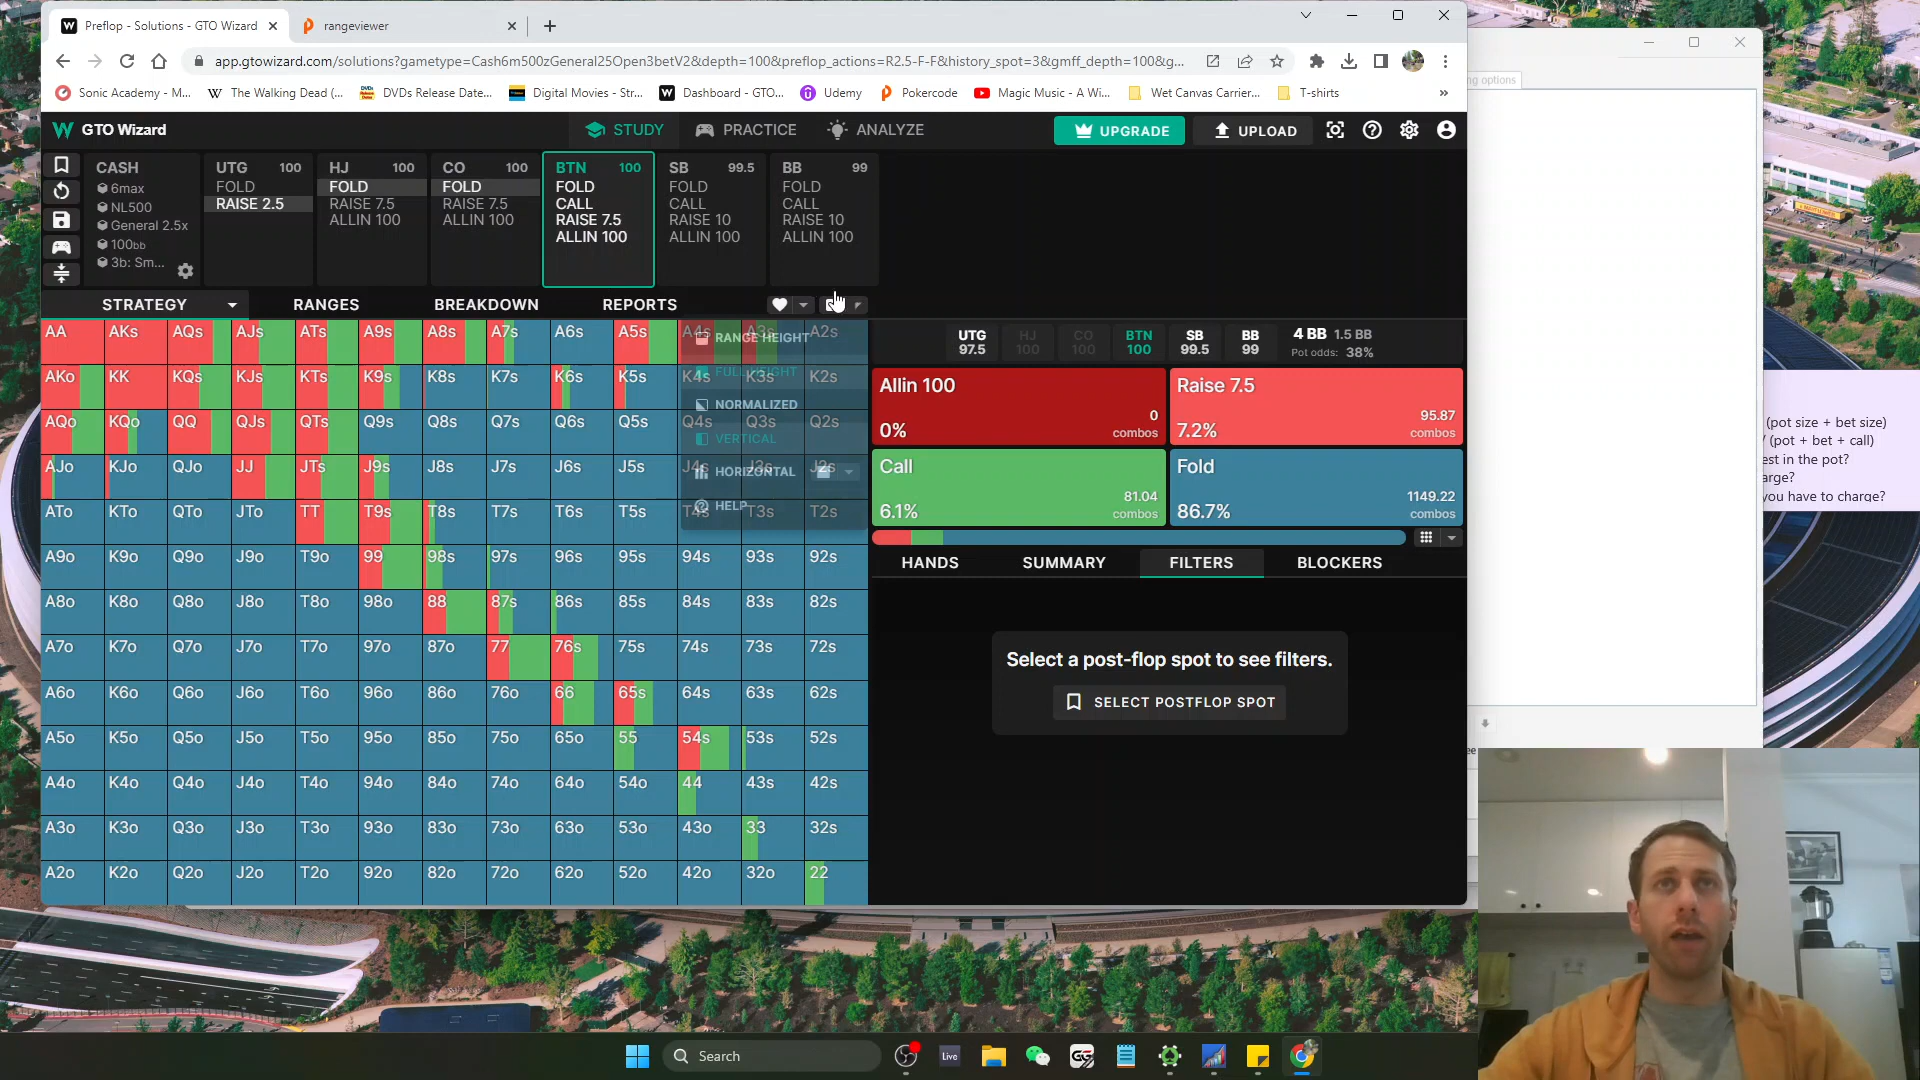 Preflop - Solutions - GTO Wizard
rangeviewer
app.gtowizard.com/solutions?gametype=Cash6m500zGeneral25Open3betV2&depth=100&preflop_actions=R2.5-F-F&history_spot=3&gmff_depth=100&g...
Sonic Academy - M...
The Walking Dead (...
DVDs Release Date...
Digital Movies - Str...
Dashboard - GTO...
Udemy
Pokercode
Magic Music - A Wi...
Wet Canvas Carrier...
T-shirts
»
GTO Wizard
STUDY
PRACTICE
ANALYZE
UPGRADE
UPLOAD
CASH
6max
NL500
General 2.5x
100bb
3b: Sm...
UTG 100
FOLD
RAISE 2.5
HJ 100
FOLD
RAISE 7.5
ALLIN 100
CO 100
FOLD
RAISE 7.5
ALLIN 100
BTN 100
FOLD
CALL
RAISE 7.5
ALLIN 100
SB 99.5
FOLD
CALL
RAISE 10
ALLIN 100
BB 99
FOLD
CALL
RAISE 10
ALLIN 100
STRATEGY
RANGES
BREAKDOWN
REPORTS
AA AKs AQs AJs ATs A9s A8s A7s A6s A5s A4s A3s A2s
AKo KK KQs KJs KTs K9s K8s K7s K6s K5s K4s K3s K2s
AQo KQo QQ QJs QTs Q9s Q8s Q7s Q6s Q5s Q4s Q3s Q2s
AJo KJo QJo JJ JTs J9s J8s J7s J6s J5s J4s J3s J2s
ATo KTo QTo JTo TT T9s T8s T7s T6s T5s T4s T3s T2s
A9o K9o Q9o J9o T9o 99 98s 97s 96s 95s 94s 93s 92s
A8o K8o Q8o J8o T8o 98o 88 87s 86s 85s 84s 83s 82s
A7o K7o Q7o J7o T7o 97o 87o 77 76s 75s 74s 73s 72s
A6o K6o Q6o J6o T6o 96o 86o 76o 66 65s 64s 63s 62s
A5o K5o Q5o J5o T5o 95o 85o 75o 65o 55 54s 53s 52s
A4o K4o Q4o J4o T4o 94o 84o 74o 64o 54o 44 43s 42s
A3o K3o Q3o J3o T3o 93o 83o 73o 63o 53o 43o 33 32s
A2o K2o Q2o J2o T2o 92o 82o 72o 62o 52o 42o 32o 22
RANGE HEIGHT
FULL HEIGHT
NORMALIZED
VERTICAL
HORIZONTAL
HELP
UTG 97.5
HJ 100
CO 100
BTN 100
SB 99.5
BB 99
4 BB 1.5 BB
Pot odds: 38%
Allin 100
0%
0 combos
Raise 7.5
7.2%
95.87 combos
Call
6.1%
81.04 combos
Fold
86.7%
1149.22 combos
HANDS
SUMMARY
FILTERS
BLOCKERS
Select a post-flop spot to see filters.
SELECT POSTFLOP SPOT
ng options
(pot size + bet size)
/ (pot + bet + call)
est in the pot?
arge?
you have to charge?
ee
Search
Live